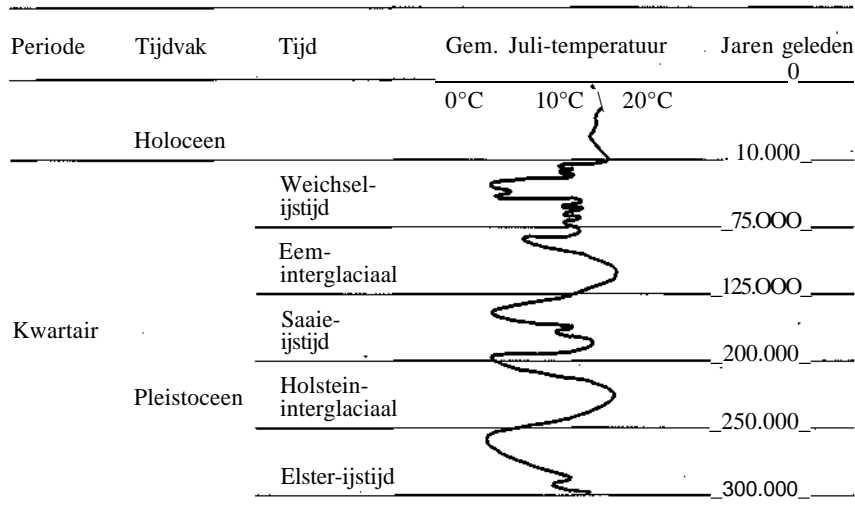 Periode Tijdvak Tijd Gem. Juli-temperatuur Jaren geleden
0
0°C 10°C 20°C
Holoceen
10.000
Weichsel-
ijstijd
75.OOO
Eem-
interglaciaal
125.OOO
Kwartair
Saaie-
ijstijd
200.000
Pleistoceen
Holstein-
interglaciaal
250.000
Elster-ijstijd
300.000